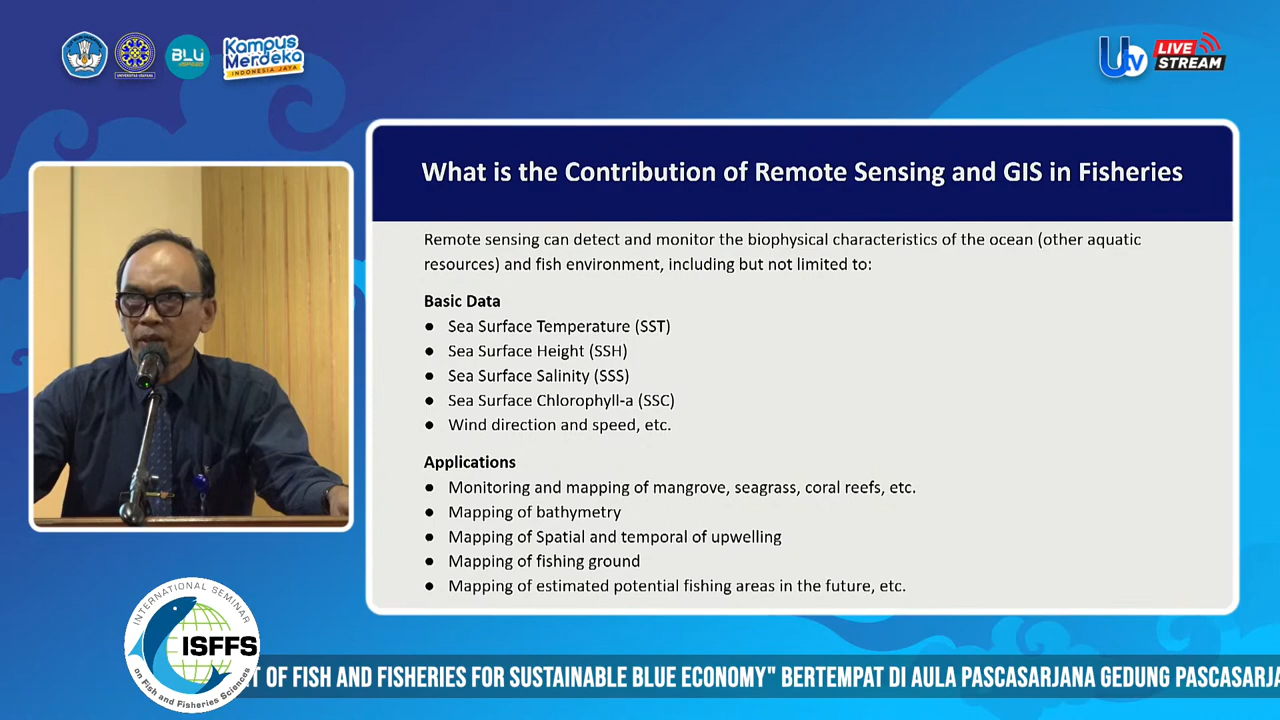 UNIVERSITAS UDAYANA
BLU
SPEED
Kampus
Merdeka
INDONESIA JAYA
U tv
LIVE
STREAM
What is the Contribution of Remote Sensing and GIS in Fisheries
Remote sensing can detect and monitor the biophysical characteristics of the ocean (other aquatic
resources) and fish environment, including but not limited to:
Basic Data
● Sea Surface Temperature (SST)
● Sea Surface Height (SSH)
● Sea Surface Salinity (SSS)
● Sea Surface Chlorophyll-a (SSC)
● Wind direction and speed, etc.
Applications
● Monitoring and mapping of mangrove, seagrass, coral reefs, etc.
● Mapping of bathymetry
● Mapping of Spatial and temporal of upwelling
● Mapping of fishing ground
● Mapping of estimated potential fishing areas in the future, etc.
INTERNATIONAL SEMINAR
ISFFS
on Fish and Fisheries Sciences
T OF FISH AND FISHERIES FOR SUSTAINABLE BLUE ECONOMY" BERTEMPAT DI AULA PASCASARJANA GEDUNG PASCASARJA